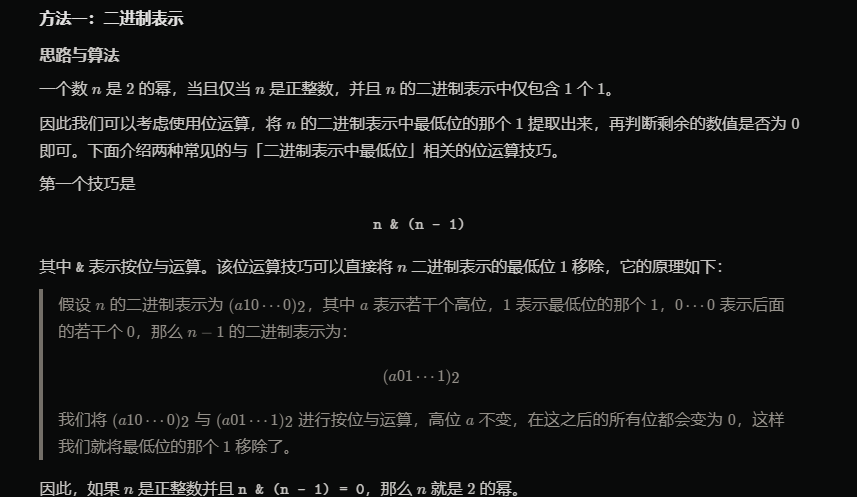 方法一：二进制表示
思路与算法
一个数 n 是 2 的幂，当且仅当 n 是正整数，并且 n 的二进制表示中仅包含 1 个 1。
因此我们可以考虑使用位运算，将 n 的二进制表示中最低位的那个 1 提取出来，再判断剩余的数值是否为 0
即可。下面介绍两种常见的与「二进制表示中最低位」相关的位运算技巧。
第一个技巧是
n & (n - 1)
其中 & 表示按位与运算。该位运算技巧可以直接将 n 二进制表示的最低位 1 移除，它的原理如下：
假设 n 的二进制表示为 (a10⋯0)2，其中 a 表示若干个高位，1 表示最低位的那个 1，0⋯0 表示后面
的若干个 0，那么 n − 1 的二进制表示为：
(a01⋯1)2
我们将 (a10⋯0)2 与 (a01⋯1)2 进行按位与运算，高位 a 不变，在这之后的所有位都会变为 0，这样
我们就将最低位的那个 1 移除了。
因此，如果 n 是正整数并且 n & (n - 1) = 0，那么 n 就是 2 的幂。